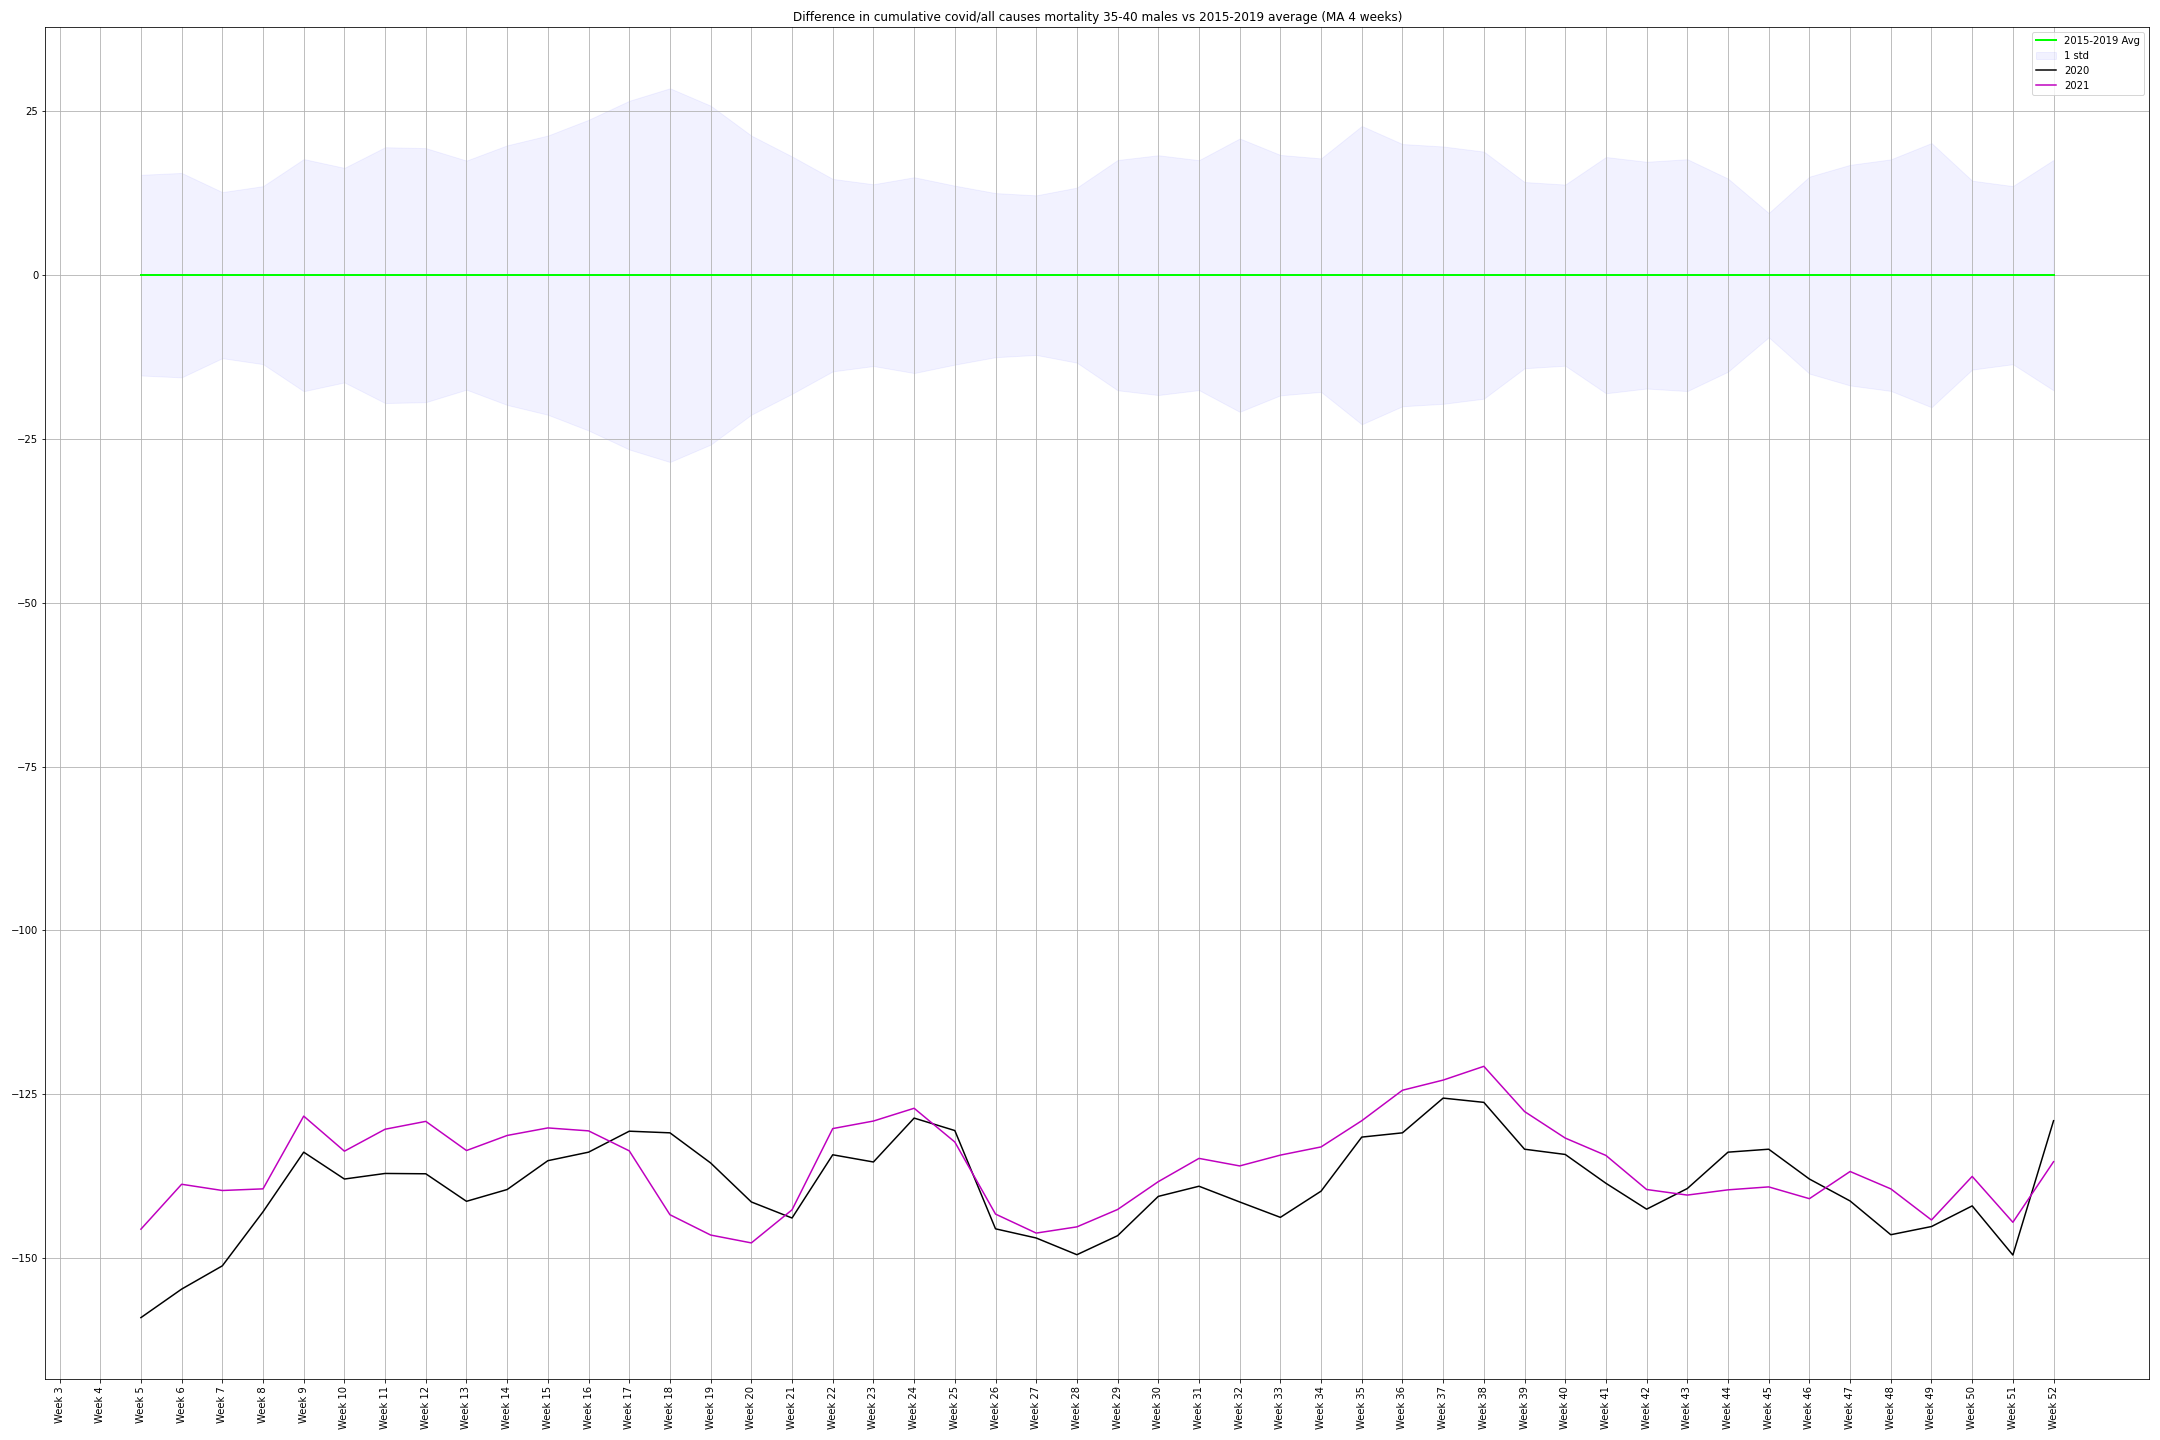 Difference in cumulative covid/all causes mortality 35-40 males vs 2015-2019 average (MA 4 weeks)
2015-2019 Avg
1 std
2020
2021
25
0
−25
−50
−75
−100
−125
−150
Week 3
Week 4
Week 5
Week 6
Week 7
Week 8
Week 9
Week 10
Week 11
Week 12
Week 13
Week 14
Week 15
Week 16
Week 17
Week 18
Week 19
Week 20
Week 21
Week 22
Week 23
Week 24
Week 25
Week 26
Week 27
Week 28
Week 29
Week 30
Week 31
Week 32
Week 33
Week 34
Week 35
Week 36
Week 37
Week 38
Week 39
Week 40
Week 41
Week 42
Week 43
Week 44
Week 45
Week 46
Week 47
Week 48
Week 49
Week 50
Week 51
Week 52